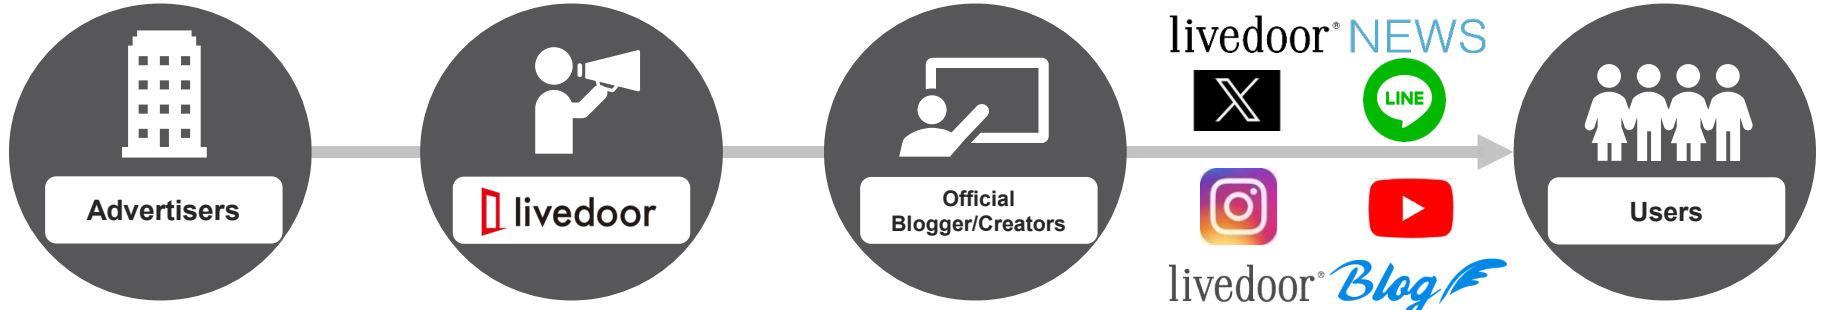 Advertisers
livedoor
Official
Blogger/Creators
livedoor® NEWS
X
LINE
livedoor® Blog
Users